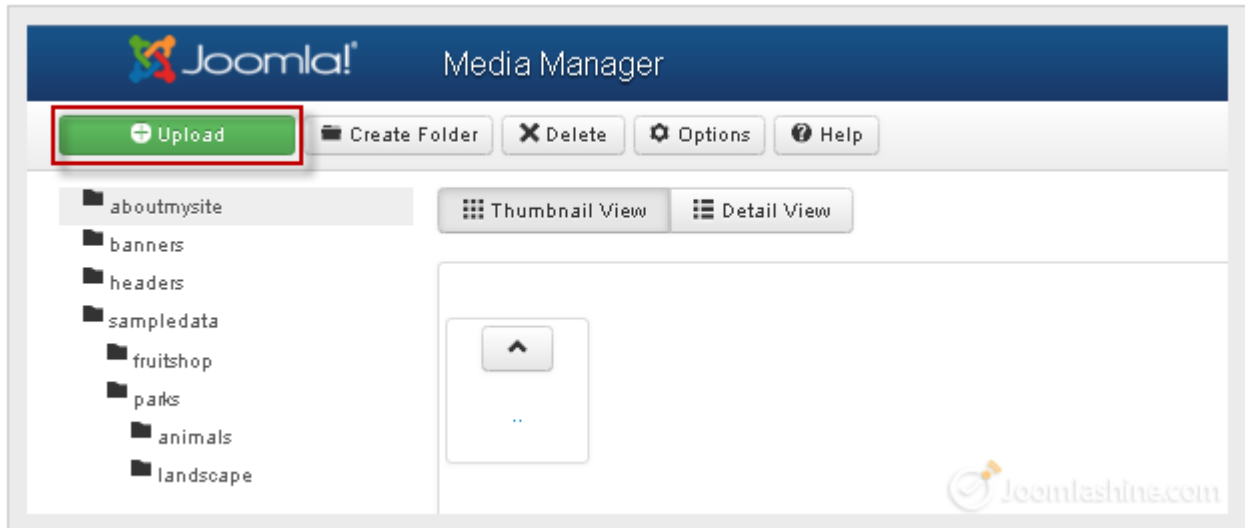 Joomla! Media Manager
Upload Create Folder Delete Options Help
aboutmysite
Thumbnail View Detail View
banners
headers
sampledata
fruitshop
parks
animals
landscape
..
Joomlashine.com